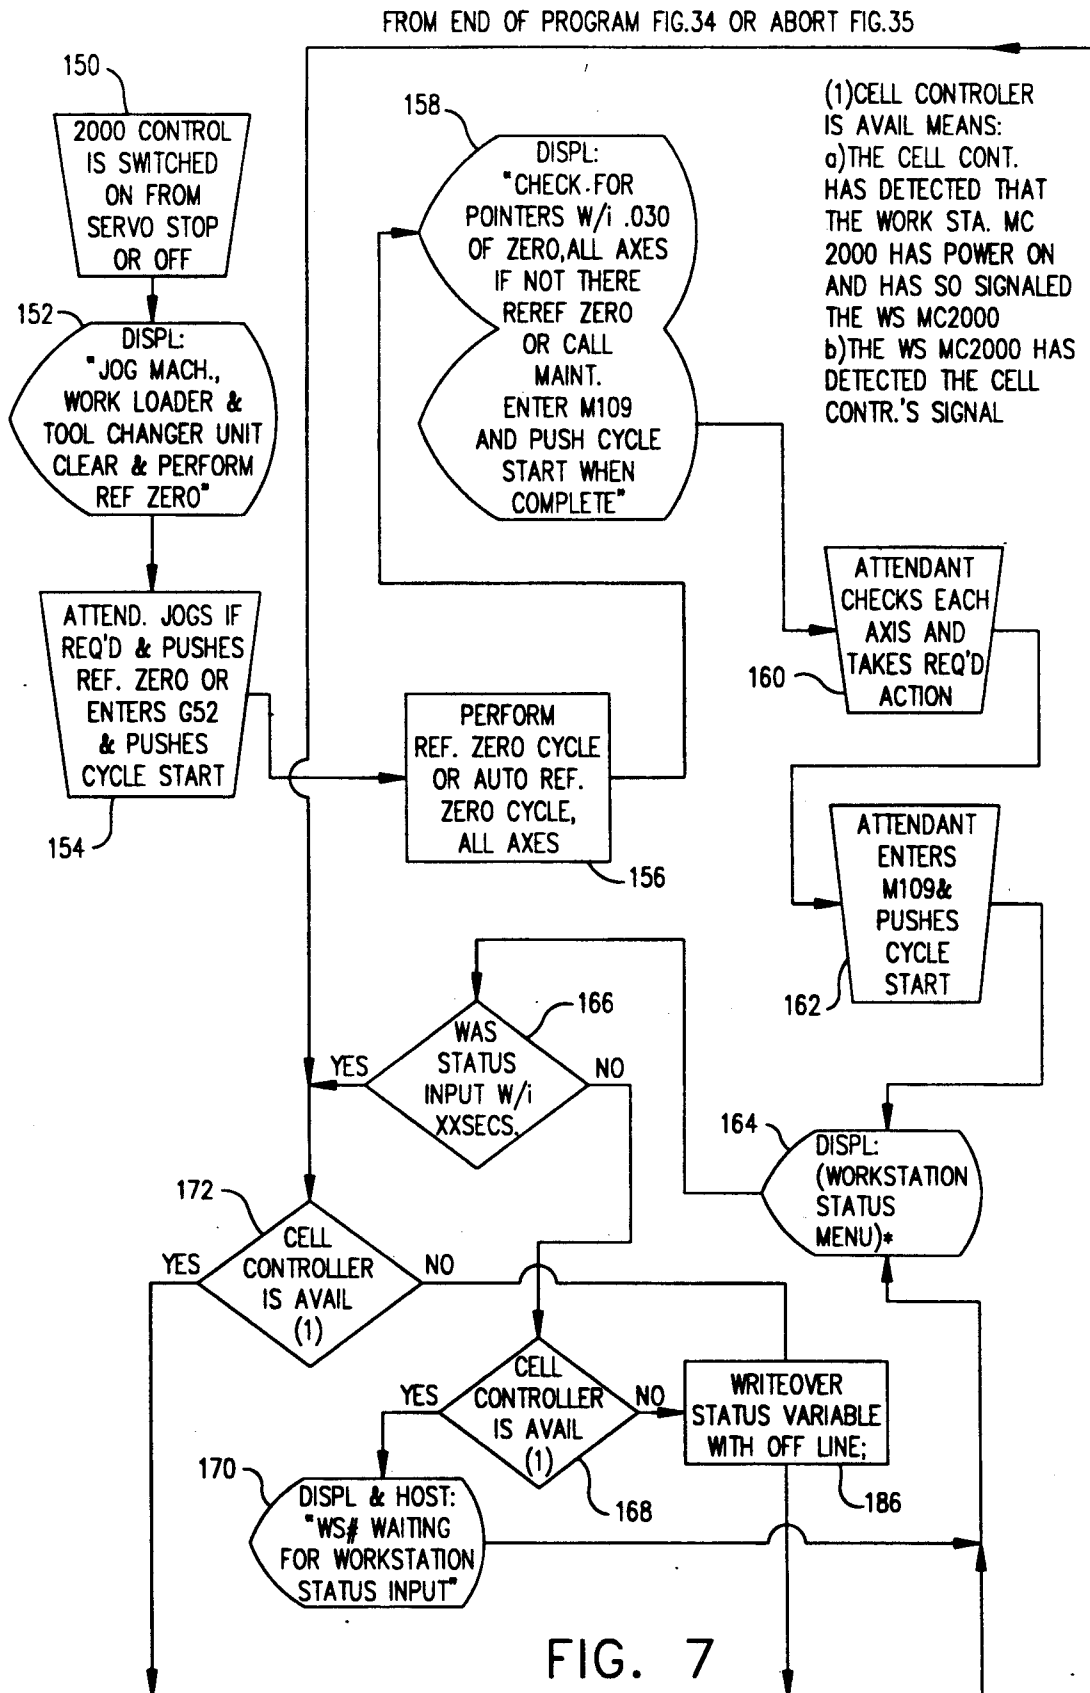 FROM END OF PROGRAM FIG.34 OR ABORT FIG.35
150
2000 CONTROL
IS SWITCHED
ON FROM
SERVO STOP
OR OFF
152
DISPL:
"JOG MACH.,
WORK LOADER &
TOOL CHANGER UNIT
CLEAR & PERFORM
REF ZERO"
ATTEND. JOGS IF
REQ'D & PUSHES
REF. ZERO OR
ENTERS G52
& PUSHES
CYCLE START
154
158
DISPL:
"CHECK.FOR
POINTERS W/i .030
OF ZERO,ALL AXES
IF NOT THERE
REREF ZERO
OR CALL
MAINT.
ENTER M109
AND PUSH CYCLE
START WHEN
COMPLETE"
(1)CELL CONTROLER
IS AVAIL MEANS:
a)THE CELL CONT.
HAS DETECTED THAT
THE WORK STA. MC
2000 HAS POWER ON
AND HAS SO SIGNALED
THE WS MC2000
b)THE WS MC2000 HAS
DETECTED THE CELL
CONTR.'S SIGNAL
PERFORM
REF. ZERO CYCLE
OR AUTO REF.
ZERO CYCLE,
ALL AXES
156
ATTENDANT
CHECKS EACH
AXIS AND
TAKES REQ'D
ACTION
160
ATTENDANT
ENTERS
M109&
PUSHES
CYCLE
START
162
166
WAS
STATUS
INPUT W/i
XXSECS.
YES
NO
164
DISPL:
(WORKSTATION
STATUS
MENU)*
172
CELL
CONTROLLER
IS AVAIL
(1)
YES
NO
CELL
CONTROLLER
IS AVAIL
(1)
YES
NO
168
WRITEOVER
STATUS VARIABLE
WITH OFF LINE;
186
170
DISPL & HOST:
"WS# WAITING
FOR WORKSTATION
STATUS INPUT"
FIG. 7